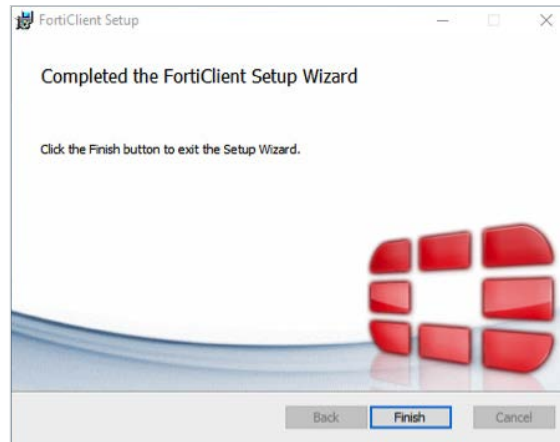 FortiClient Setup
Completed the FortiClient Setup Wizard
Click the Finish button to exit the Setup Wizard.
Back Finish Cancel